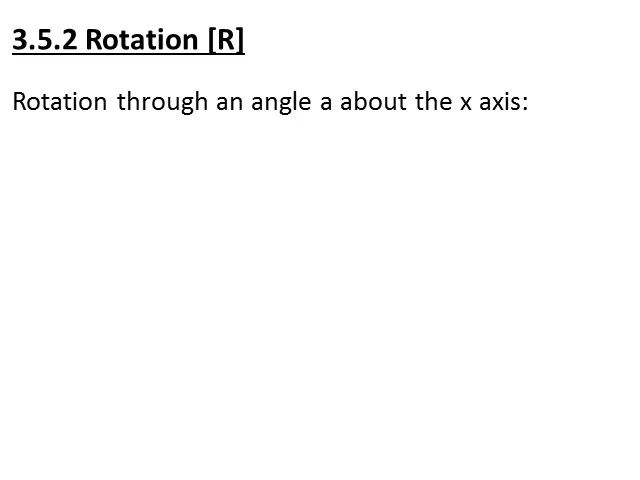 3.5.2 Rotation [R]
Rotation through an angle a about the x axis: